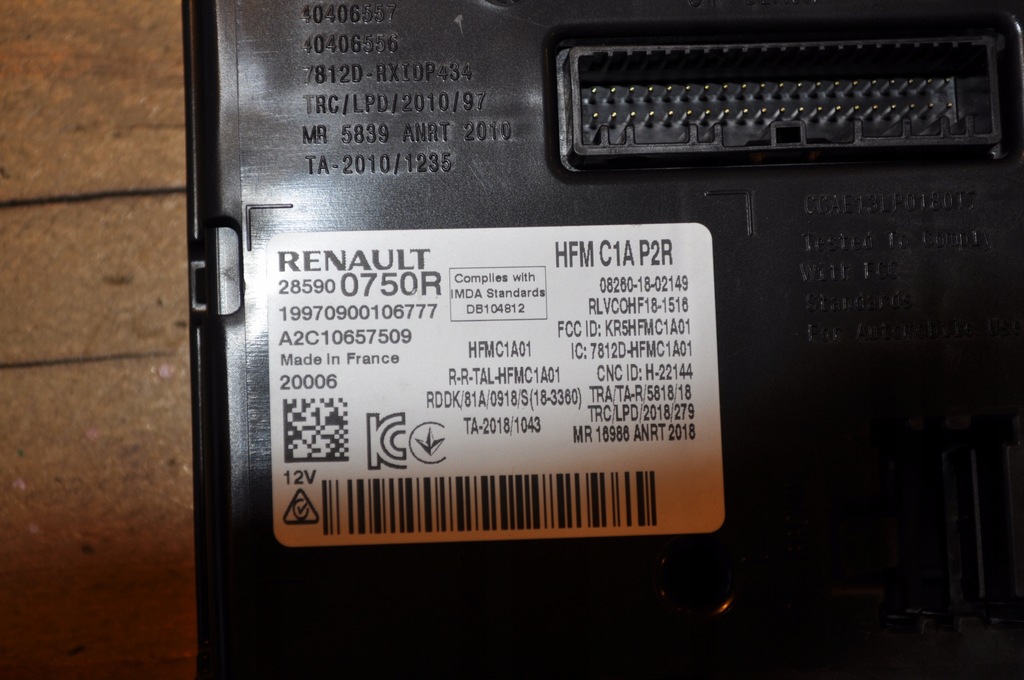 40406557
40406556
7812D-RXIOP434
TRC/LPD/2010/97
MR 5839 ANRT 2010
TA-2010/1235
RENAULT
28590 0750R
19970900106777
A2C10657509
Made in France
20006
12V
Complies with
IMDA Standards
DB104812
HFM C1A P2R
08260-18-02149
RLVCOHF18-1516
FCC ID: KR5HFMC1A01
HFMC1A01
IC: 7812D-HFMC1A01
R-R-TAL-HFMC1A01
CNC ID: H-22144
RDDK/81A/0918/S(18-3360)
TRA/TA-R/5818/18
TRC/LPD/2018/279
TA-2018/1043
MR 16986 ANRT 2018
CCAE13LP0180T7
Tested To Comply
With FCC
Standards
For Automotive Use